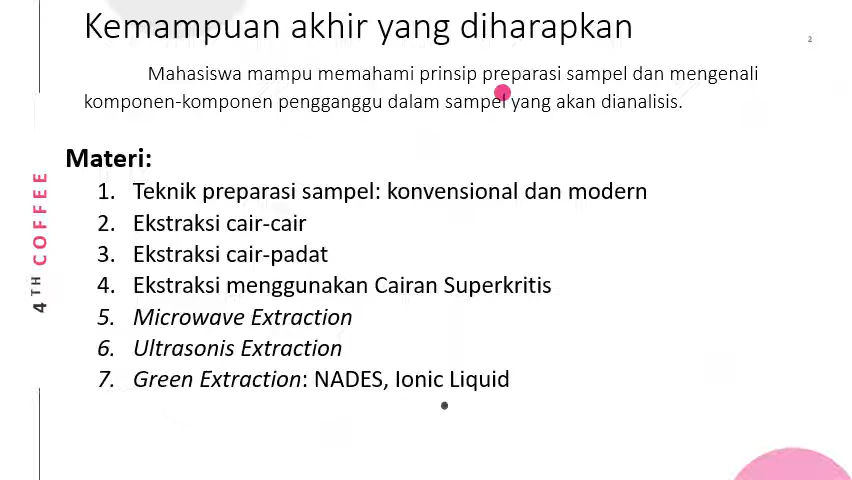 Kemampuan akhir yang diharapkan
2
Mahasiswa mampu memahami prinsip preparasi sampel dan mengenali
komponen-komponen pengganggu dalam sampel yang akan dianalisis.
Materi:
1. Teknik preparasi sampel: konvensional dan modern
2. Ekstraksi cair-cair
3. Ekstraksi cair-padat
4. Ekstraksi menggunakan Cairan Superkritis
5. Microwave Extraction
6. Ultrasonis Extraction
7. Green Extraction: NADES, Ionic Liquid
4TH COFFEE